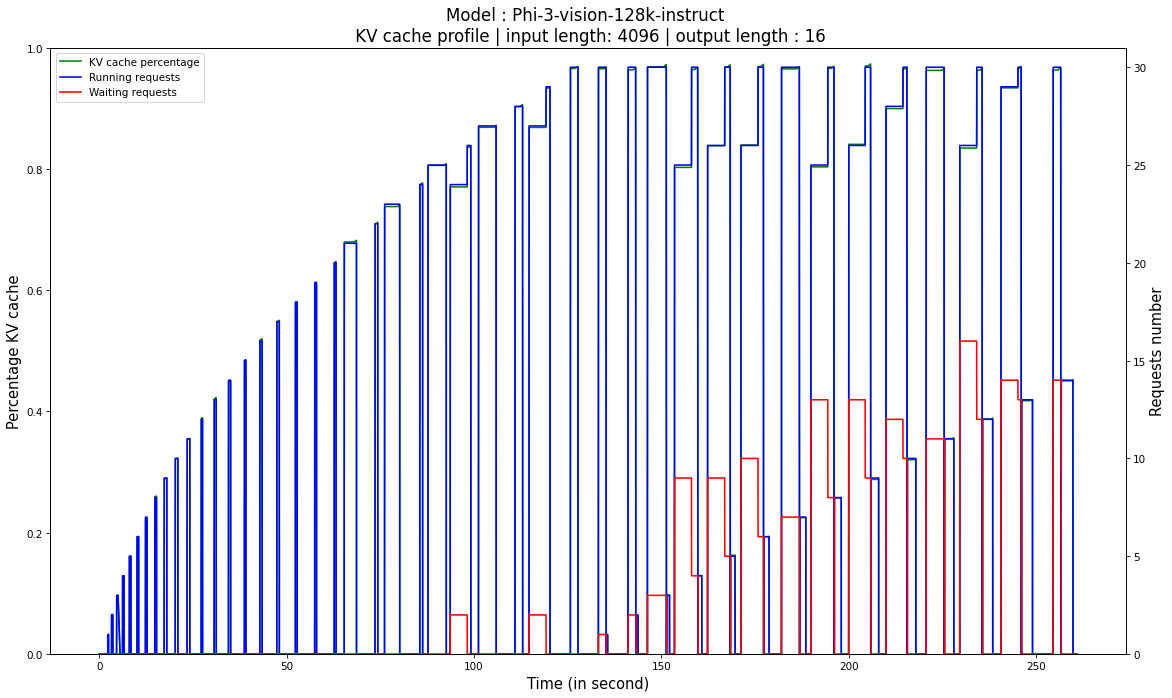 Model : Phi-3-vision-128k-instruct
KV cache profile | input length: 4096 | output length : 16
KV cache percentage
Running requests
Waiting requests
Percentage KV cache
1.0
0.8
0.6
0.4
0.2
0.0
30
25
20
15
10
5
0
Requests number
0 50 100 150 200 250
Time (in second)